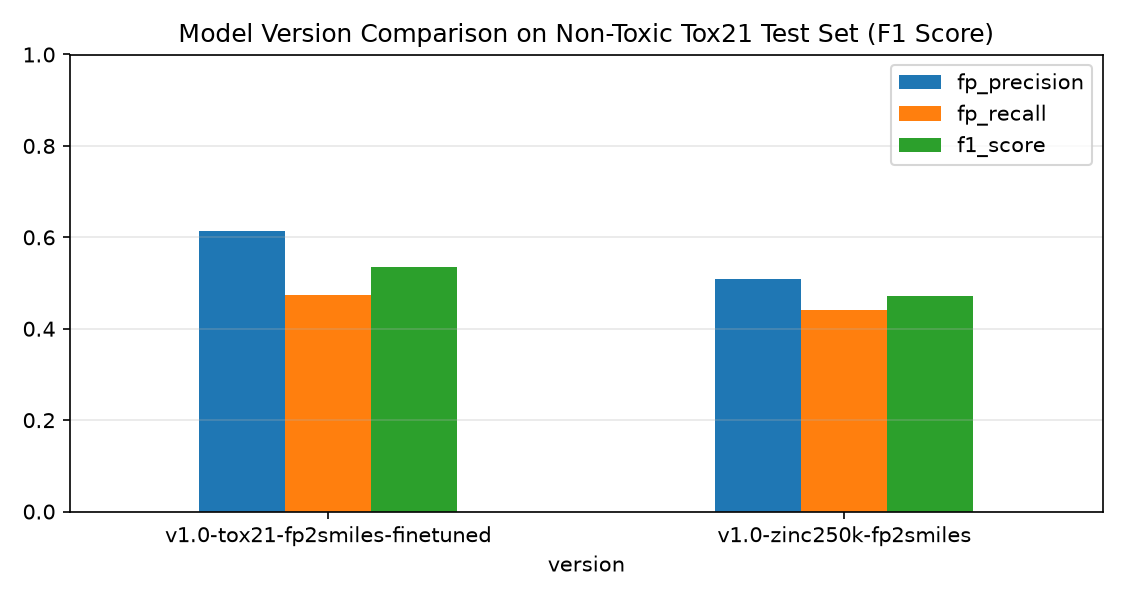 Model Version Comparison on Non-Toxic Tox21 Test Set (F1 Score)
1.0
0.8
0.6
0.4
0.2
0.0
fp_precision
fp_recall
f1_score
v1.0-tox21-fp2smiles-finetuned
v1.0-zinc250k-fp2smiles
version